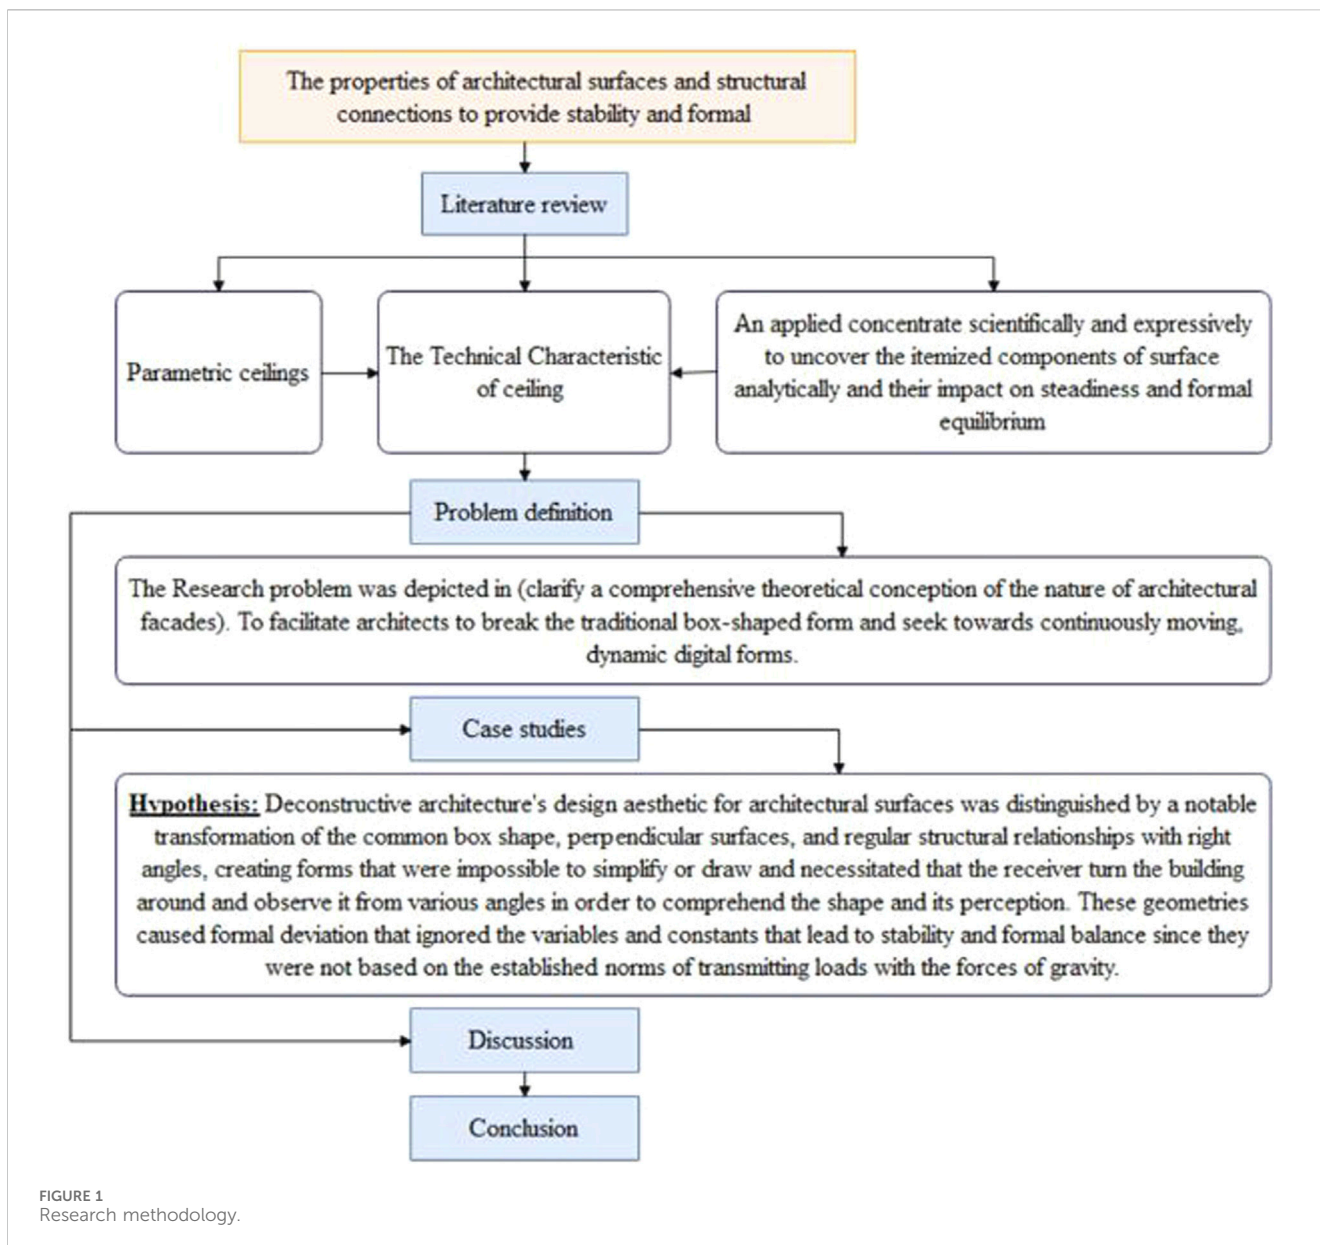 The properties of architectural surfaces and structural
connections to provide stability and formal
Literature review
Parametric ceilings
The Technical Characteristic
of ceiling
An applied concentrate scientifically and expressively
to uncover the itemized components of surface
analytically and their impact on steadiness and formal
equilibrium
Problem definition
The Research problem was depicted in (clarify a comprehensive theoretical conception of the nature of architectural
facades). To facilitate architects to break the traditional box-shaped form and seek towards continuously moving,
dynamic digital forms.
Case studies
Hypothesis: Deconstructive architecture's design aesthetic for architectural surfaces was distinguished by a notable
transformation of the common box shape, perpendicular surfaces, and regular structural relationships with right
angles, creating forms that were impossible to simplify or draw and necessitated that the receiver turn the building
around and observe it from various angles in order to comprehend the shape and its perception. These geometries
caused formal deviation that ignored the variables and constants that lead to stability and formal balance since they
were not based on the established norms of transmitting loads with the forces of gravity.
Discussion
Conclusion
FIGURE 1
Research methodology.